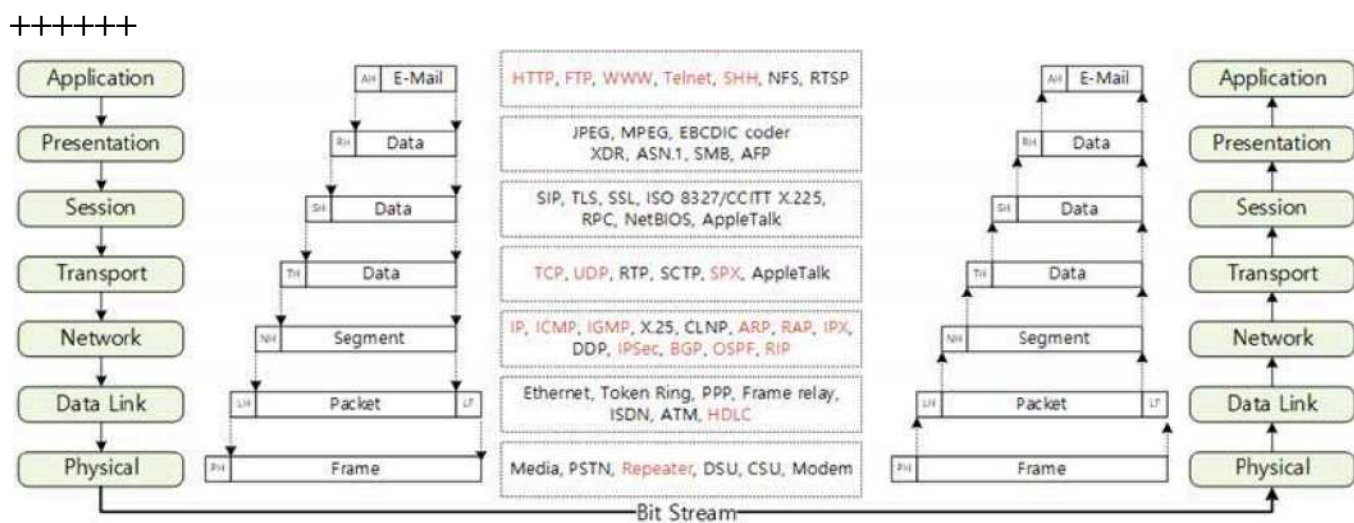 ++++++
Application
Presentation
Session
Transport
Network
Data Link
Physical
AH E-Mail
RH Data
SH Data
TH Data
NH Segment
LH Packet LT
PH Frame
HTTP, FTP, WWW, Telnet, SHH, NFS, RTSP
JPEG, MPEG, EBCDIC coder
XDR, ASN.1, SMB, AFP
SIP, TLS, SSL, ISO 8327/CCITT X.225,
RPC, NetBIOS, AppleTalk
TCP, UDP, RTP, SCTP, SPX, AppleTalk
IP, ICMP, IGMP, X.25, CLNP, ARP, RAP, IPX,
DDP, IPSec, BGP, OSPF, RIP
Ethernet, Token Ring, PPP, Frame relay,
ISDN, ATM, HDLC
Media, PSTN, Repeater, DSU, CSU, Modem
AH E-Mail
RH Data
SH Data
TH Data
NH Segment
LH Packet LT
PH Frame
Application
Presentation
Session
Transport
Network
Data Link
Physical
Bit Stream